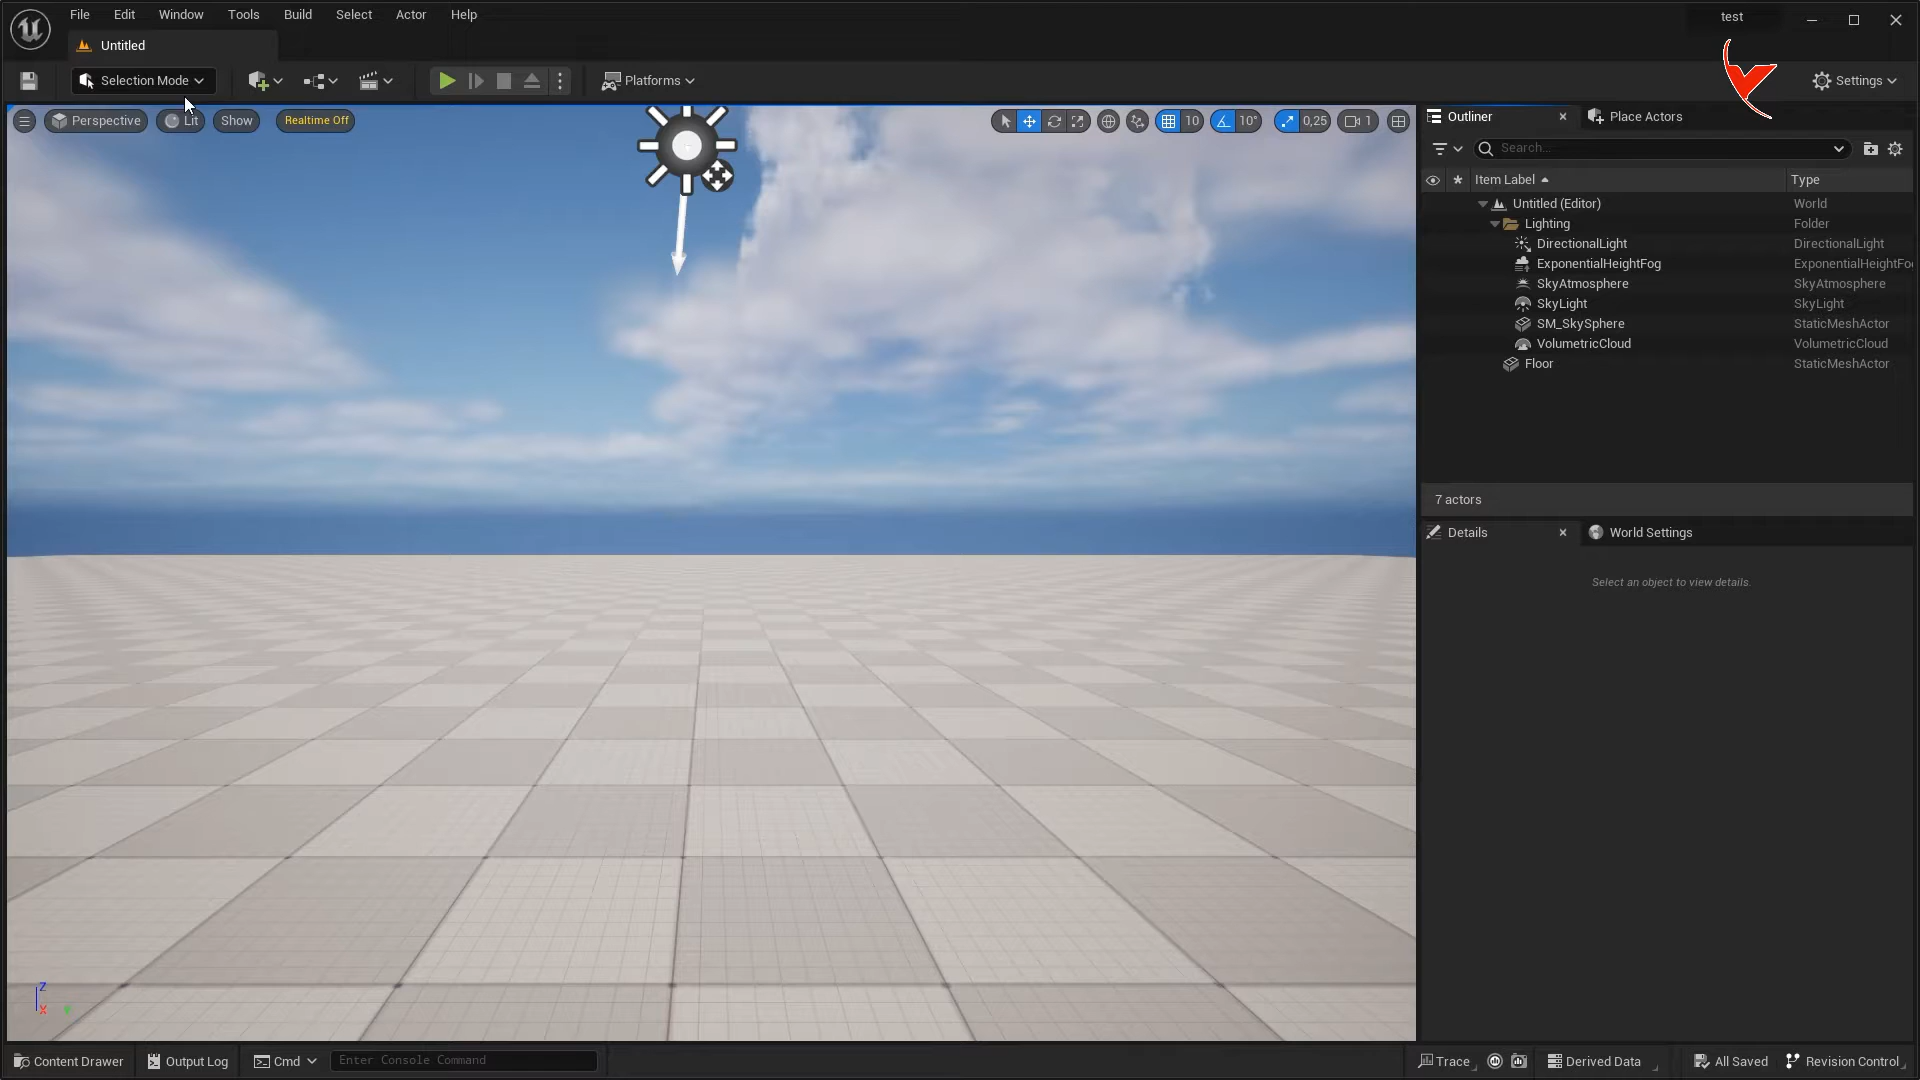 File Edit Window Tools Build Select Actor Help
test
Untitled
Selection Mode
Platforms
Settings
Perspective Lit Show Realtime Off
10 10° 0,25 1
Outliner
Place Actors
Search...
Item Label Type
Untitled (Editor) World
Lighting Folder
DirectionalLight DirectionalLight
ExponentialHeightFog ExponentialHeightFo
SkyAtmosphere SkyAtmosphere
SkyLight SkyLight
SM_SkySphere StaticMeshActor
VolumetricCloud VolumetricCloud
Floor StaticMeshActor
7 actors
Details
World Settings
Select an object to view details.
Z
X
Content Drawer Output Log Cmd Enter Console Command
Trace Derived Data All Saved Revision Control